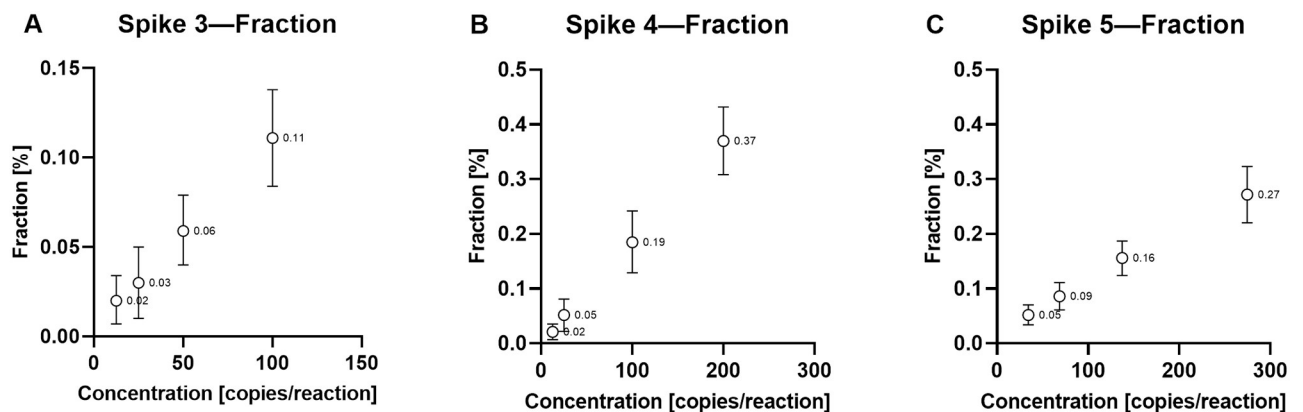 A Spike 3—Fraction
0.15
0.10
0.05
0.00
Fraction [%]
0.02
0.03
0.06
0.11
0 50 100 150
Concentration [copies/reaction]
B Spike 4—Fraction
0.5
0.4
0.3
0.2
0.1
0.0
Fraction [%]
0.02
0.05
0.19
0.37
0 100 200 300
Concentration [copies/reaction]
C Spike 5—Fraction
0.5
0.4
0.3
0.2
0.1
0.0
Fraction [%]
0.05
0.09
0.16
0.27
0 100 200 300
Concentration [copies/reaction]